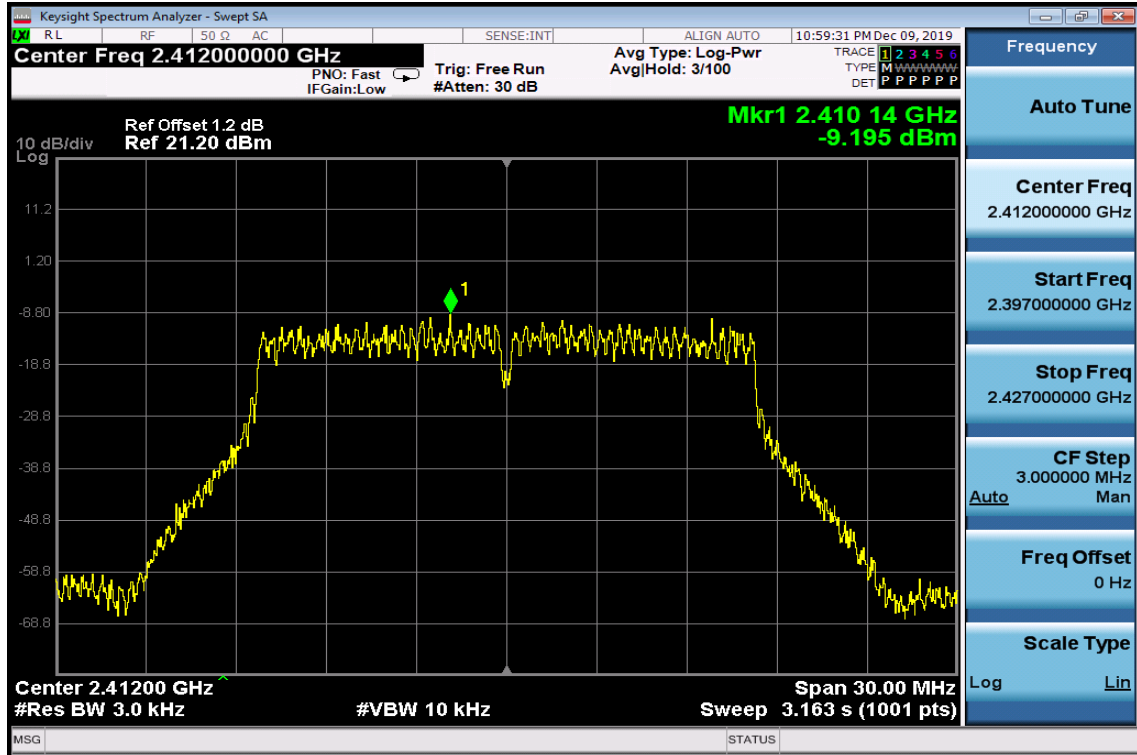 Keysight Spectrum Analyzer - Swept SA
LXI RL RF 50 Ω AC SENSE:INT ALIGN AUTO 10:59:31 PM Dec 09, 2019
Center Freq 2.412000000 GHz
PNO: Fast
IFGain:Low
Trig: Free Run
#Atten: 30 dB
Avg Type: Log-Pwr
Avg|Hold: 3/100
TRACE 1 2 3 4 5 6
TYPE M WWWWW
DET P P P P P P
Mkr1 2.410 14 GHz
-9.195 dBm
Ref Offset 1.2 dB
10 dB/div Ref 21.20 dBm
Log
11.2
1.20
-8.80
-18.8
-28.8
-38.8
-48.8
-58.8
-68.8
1
Center 2.41200 GHz Span 30.00 MHz
#Res BW 3.0 kHz #VBW 10 kHz Sweep 3.163 s (1001 pts)
MSG STATUS
Frequency
Auto Tune
Center Freq
2.412000000 GHz
Start Freq
2.397000000 GHz
Stop Freq
2.427000000 GHz
CF Step
3.000000 MHz
Auto Man
Freq Offset
0 Hz
Scale Type
Log Lin